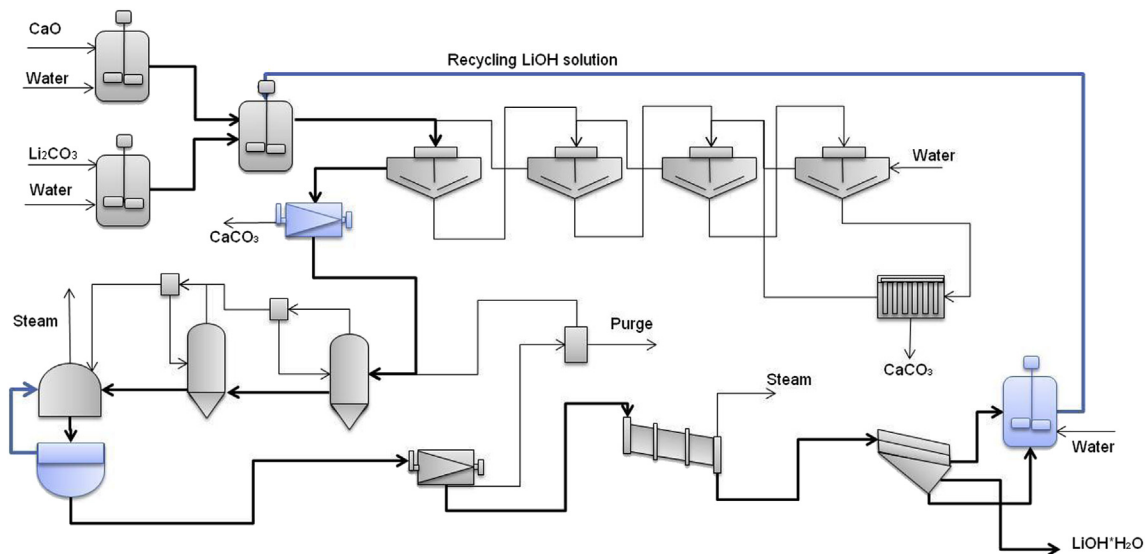 CaO
Recycling LiOH solution
Water
Li₂CO₃
Water
Water
CaCO₃
Steam
Purge
CaCO₃
Steam
Water
LiOH*H₂O